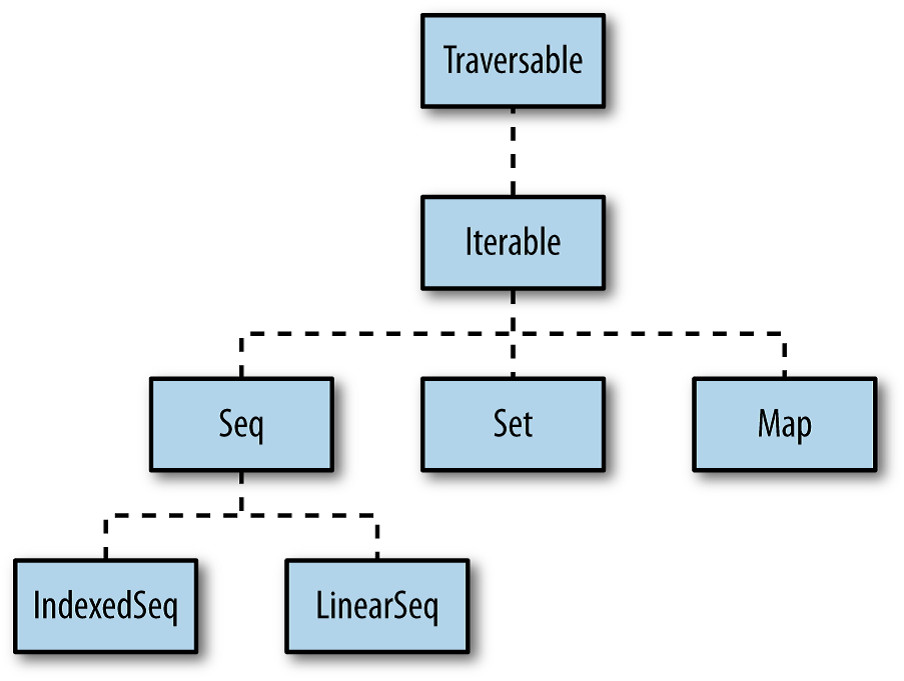 Traversable
Iterable
Seq
Set
Map
IndexedSeq
LinearSeq